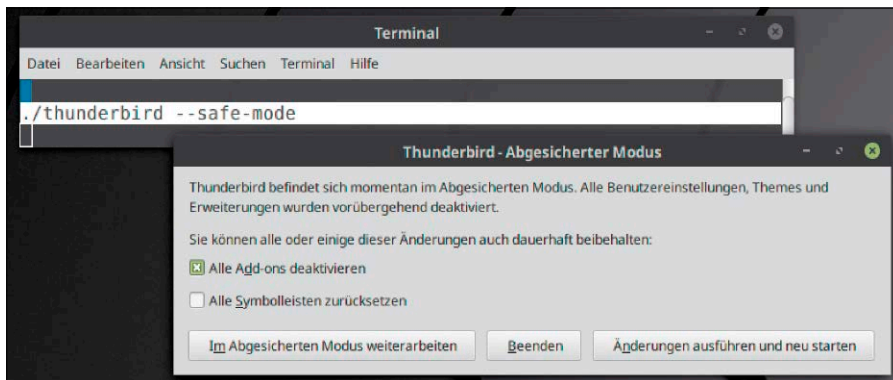 Terminal
Datei Bearbeiten Ansicht Suchen Terminal Hilfe
./thunderbird --safe-mode
Thunderbird - Abgesicherter Modus
Thunderbird befindet sich momentan im Abgesicherten Modus. Alle Benutzereinstellungen, Themes und
Erweiterungen wurden vorübergehend deaktiviert.
Sie können alle oder einige dieser Änderungen auch dauerhaft beibehalten:
Alle Add-ons deaktivieren
Alle Symbolleisten zurücksetzen
Im Abgesicherten Modus weiterarbeiten Beenden Änderungen ausführen und neu starten